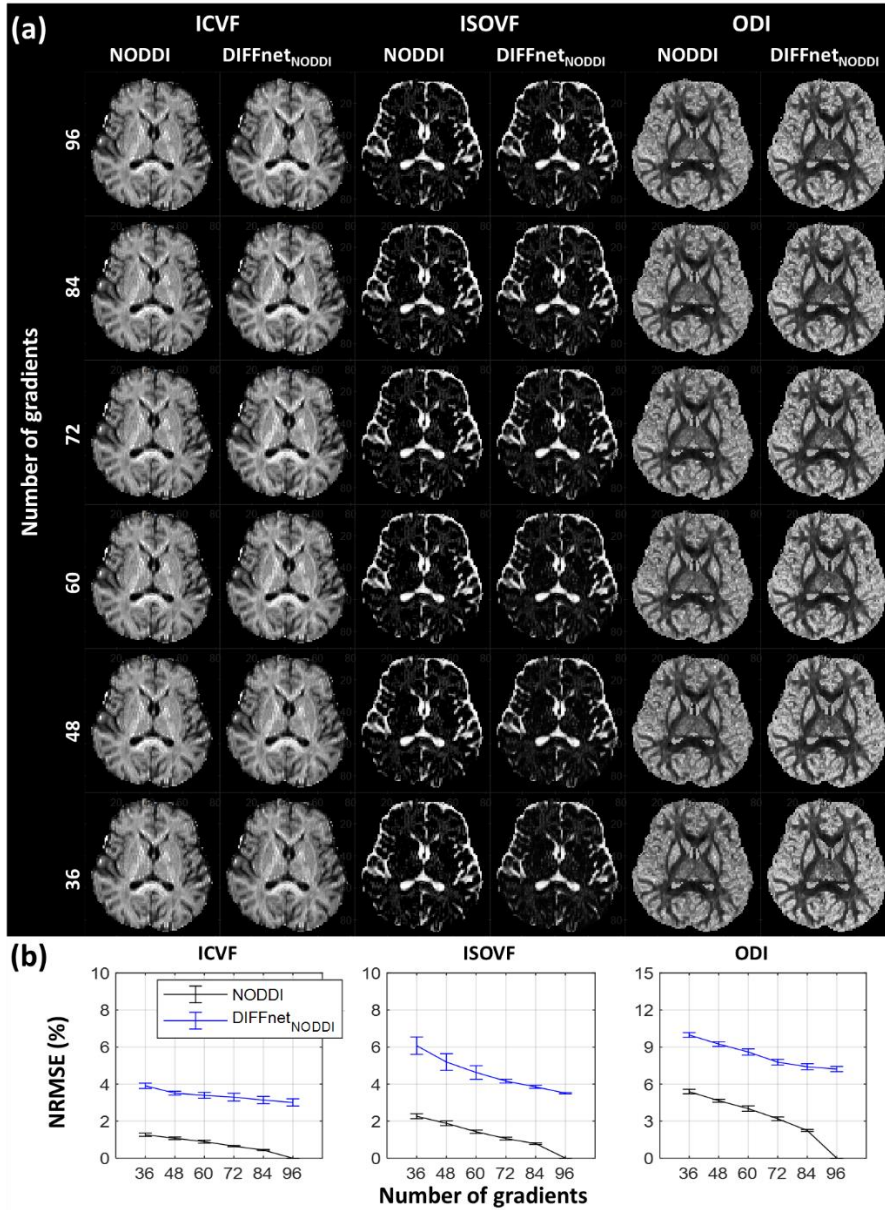 (a)
ICVF ISOVF ODI
NODDI DIFFnetNODDI NODDI DIFFnetNODDI NODDI DIFFnetNODDI
Number of gradients
96
84
72
60
48
36
(b)
ICVF ISOVF ODI
NRMSE (%)
10 10 15
8 8 12
6 6 9
4 4 6
2 2 3
0 0 0
NODDI
DIFFnetNODDI
36 48 60 72 84 96 36 48 60 72 84 96 36 48 60 72 84 96
Number of gradients